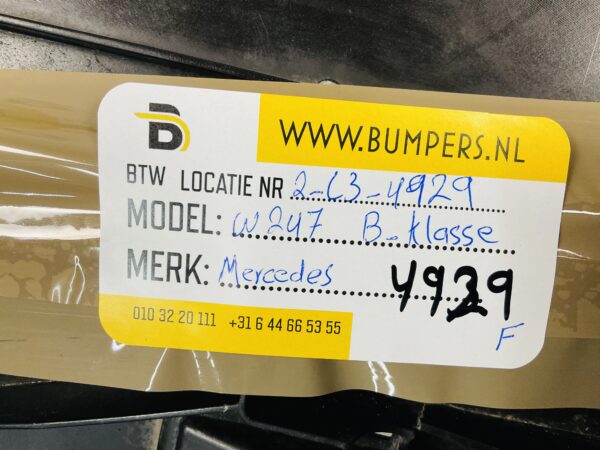 WWW.BUMPERS.NL
BTW LOCATIE NR 2-L3-4929
MODEL: W247 B-klasse
MERK: Mercedes 4929
010 32 20 111 +31 6 44 66 53 55
F